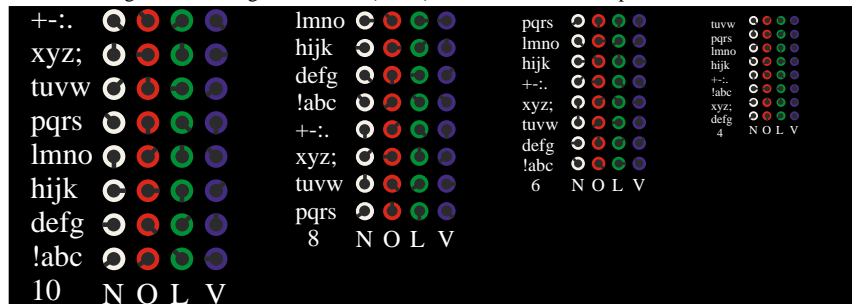 +-:.
xyz;
tuvw
pqrs
lmno
hijk
defg
!abc
10 N O L V
lmno
hijk
defg
!abc
+-:.
xyz;
tuvw
pqrs
8 N O L V
pqrs
lmno
hijk
+-:.
xyz;
tuvw
defg
!abc
6 N O L V
tuvw
pqrs
lmno
hijk
+-:.
!abc
xyz;
defg
4 N O L V